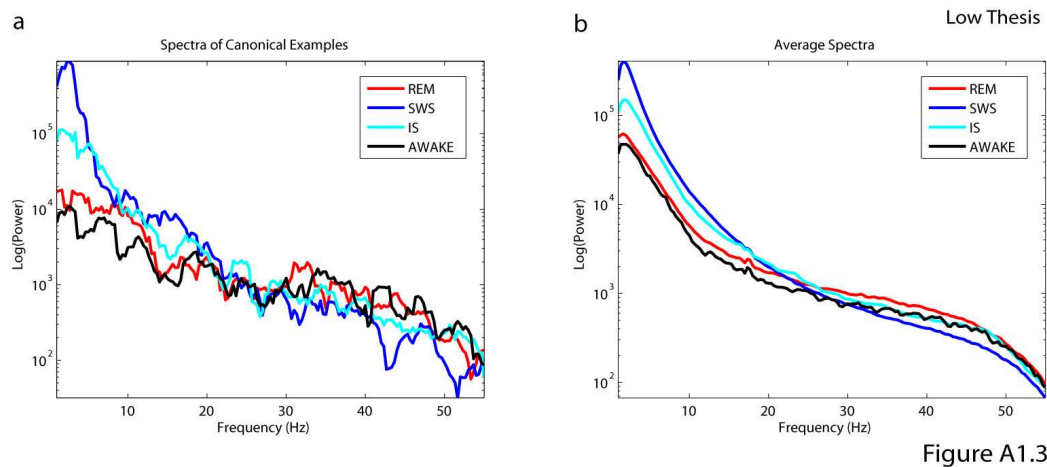 Low Thesis
a
Spectra of Canonical Examples
REM
SWS
IS
AWAKE
Log(Power)
10^5
10^4
10^3
10^2
10 20 30 40 50
Frequency (Hz)
b
Average Spectra
REM
SWS
IS
AWAKE
Log(Power)
10^5
10^4
10^3
10^2
10 20 30 40 50
Frequency (Hz)
Figure A1.3